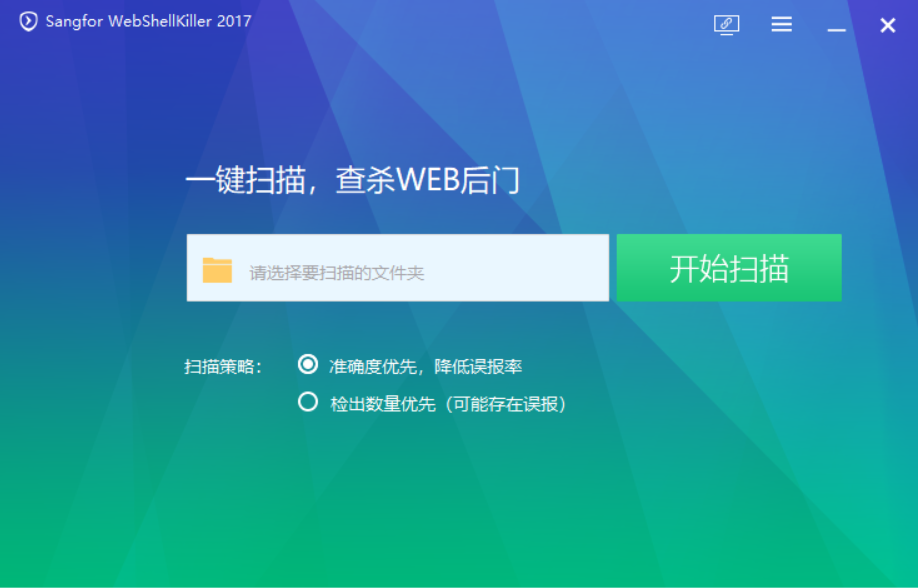 Sangfor WebShellKiller 2017
一键扫描，查杀WEB后门
请选择要扫描的文件夹
开始扫描
扫描策略：
准确度优先，降低误报率
检出数量优先（可能存在误报）